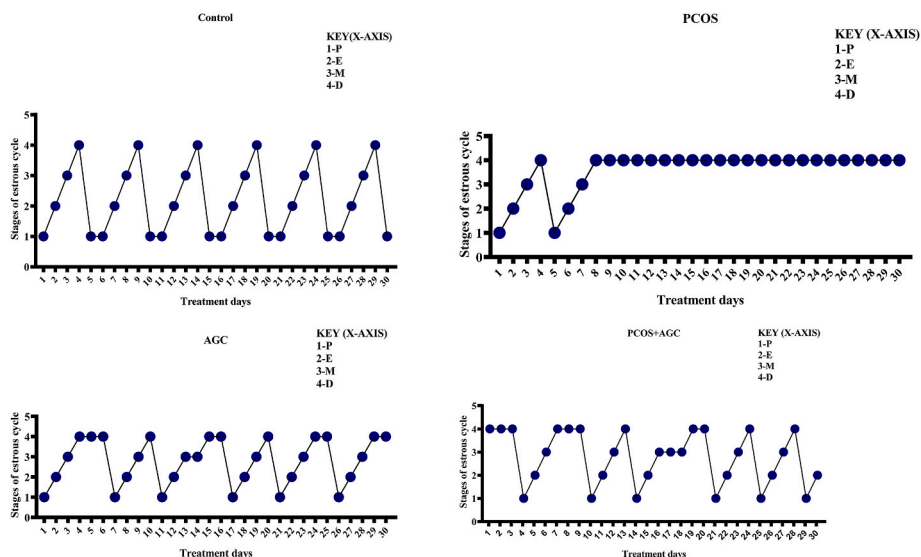 Control
KEY(X-AXIS)
1-P
2-E
3-M
4-D
Stages of estrous cycle
5
4
3
2
1
0
1 2 3 4 5 6 7 8 9 10 11 12 13 14 15 16 17 18 19 20 21 22 23 24 25 26 27 28 29 30
Treatment days
PCOS
KEY (X-AXIS)
1-P
2-E
3-M
4-D
Stages of estrous cycle
5
4
3
2
1
0
1 2 3 4 5 6 7 8 9 10 11 12 13 14 15 16 17 18 19 20 21 22 23 24 25 26 27 28 29 30
Treatment days
AGC
KEY (X-AXIS)
1-P
2-E
3-M
4-D
Stages of estrous cycle
5
4
3
2
1
0
1 2 3 4 5 6 7 8 9 10 11 12 13 14 15 16 17 18 19 20 21 22 23 24 25 26 27 28 29 30
Treatment days
PCOS+AGC
KEY (X-AXIS)
1-P
2-E
3-M
4-D
Stages of estrous cycle
5
4
3
2
1
0
1 2 3 4 5 6 7 8 9 10 11 12 13 14 15 16 17 18 19 20 21 22 23 24 25 26 27 28 29 30
Treatment days